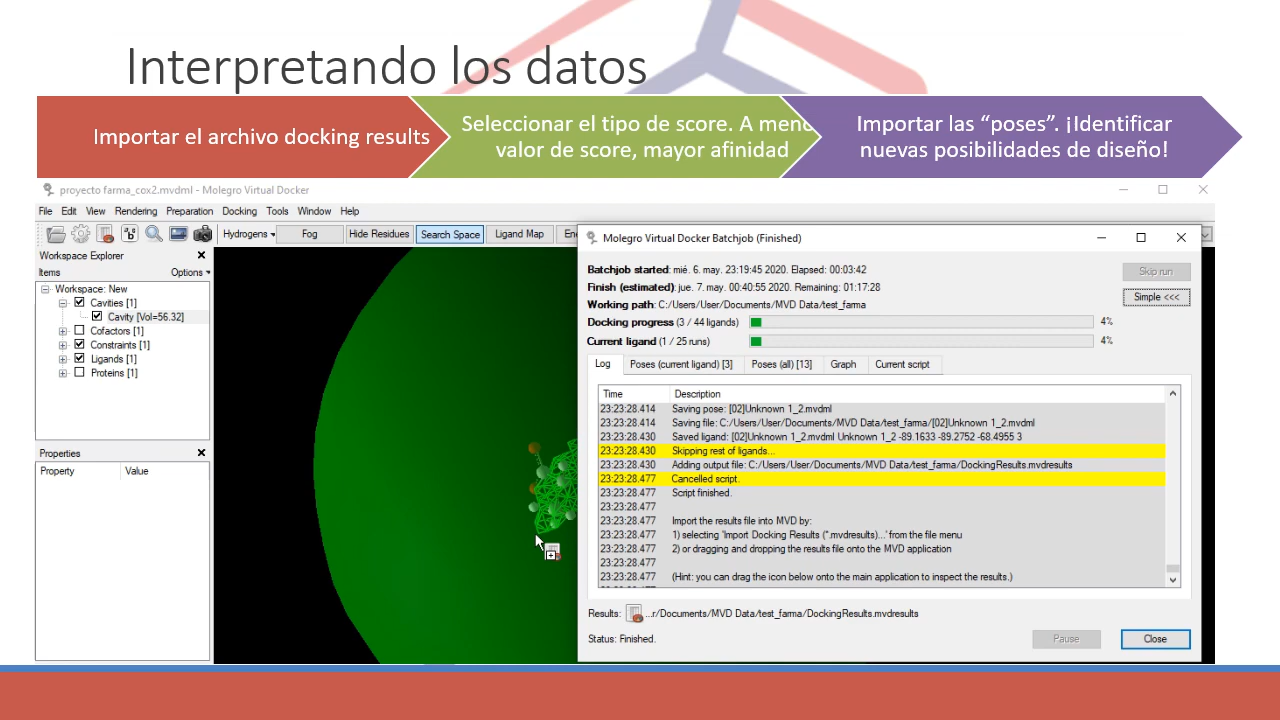 Interpretando los datos
Importar el archivo docking results
Seleccionar el tipo de score. A meno
valor de score, mayor afinidad
Importar las “poses”. ¡Identificar
nuevas posibilidades de diseño!
proyecto farma_cox2.mvdml - Molegro Virtual Docker
File Edit View Rendering Preparation Docking Tools Window Help
Hydrogens Fog Hide Residues Search Space Ligand Map En
Workspace Explorer
Items Options
Workspace: New
Cavities [1]
Cavity [Vol=56.32]
Cofactors [1]
Constraints [1]
Ligands [1]
Proteins [1]
Properties
Property Value
Molegro Virtual Docker Batchjob (Finished)
Batchjob started: mié. 6. may. 23:19:45 2020. Elapsed: 00:03:42
Skip run
Finish (estimated): jue. 7. may. 00:40:55 2020. Remaining: 01:17:28
Simple <<<
Working path: C:/Users/User/Documents/MVD Data/test_farma
Docking progress (3 / 44 ligands) 4%
Current ligand (1 / 25 runs) 4%
Log Poses (current ligand) [3] Poses (all) [13] Graph Current script
Time Description
23:23:28.414 Saving pose: [02]Unknown 1_2.mvdml
23:23:28.414 Saving file: C:/Users/User/Documents/MVD Data/test_farma/[02]Unknown 1_2.mvdml
23:23:28.430 Saved ligand: [02]Unknown 1_2.mvdml Unknown 1_2 -89.1633 -89.2752 -68.4955 3
23:23:28.430 Skipping rest of ligands...
23:23:28.430 Adding output file: C:/Users/User/Documents/MVD Data/test_farma/DockingResults.mvdresults
23:23:28.477 Cancelled script.
23:23:28.477 Script finished.
23:23:28.477
23:23:28.477 Import the results file into MVD by:
23:23:28.477 1) selecting 'Import Docking Results (*.mvdresults)...' from the file menu
23:23:28.477 2) or dragging and dropping the results file onto the MVD application
23:23:28.477
23:23:28.477 (Hint: you can drag the icon below onto the main application to inspect the results.)
Results: ...r/Documents/MVD Data/test_farma/DockingResults.mvdresults
Status: Finished.
Pause Close